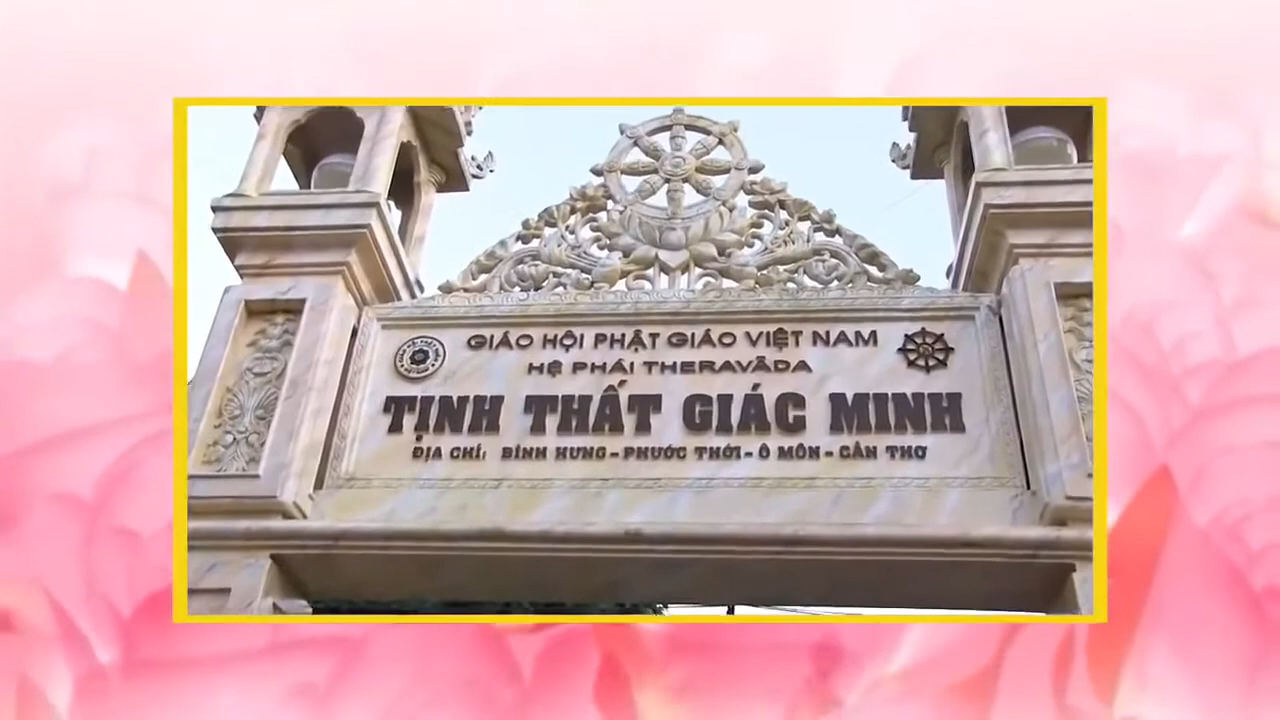 GIÁO HỘI PHẬT GIÁO VIỆT NAM
HỆ PHÁI THERAVĀDA
TỊNH THẤT GIÁC MINH
ĐỊA CHỈ: BÌNH HƯNG - PHƯỚC THỚI - Ô MÔN - CẦN THƠ